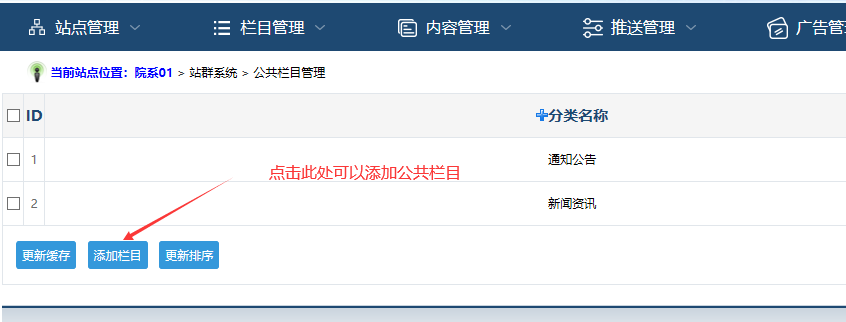 站点管理 栏目管理 内容管理 推送管理 广告管
当前站点位置：院系01 > 站群系统 > 公共栏目管理
ID 分类名称
1 通知公告
点击此处可以添加公共栏目
2 新闻资讯
更新缓存 添加栏目 更新排序